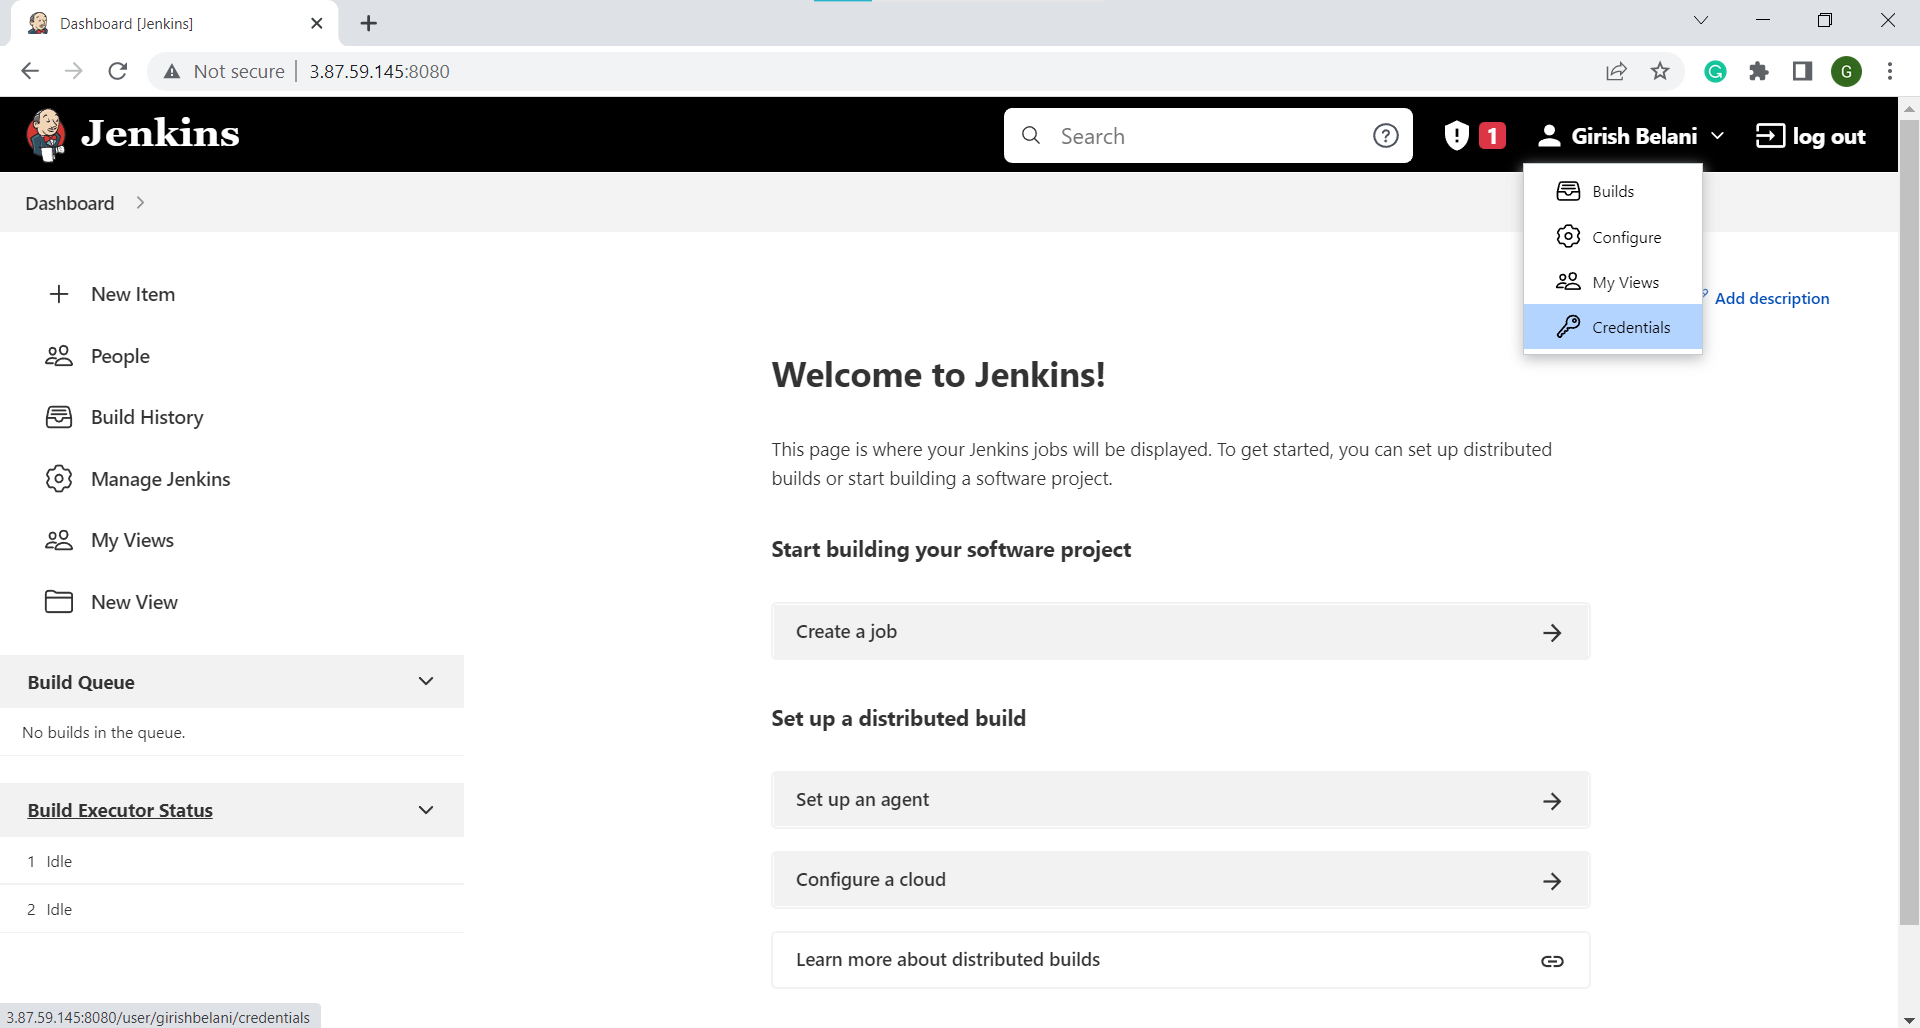 Dashboard [Jenkins]
Not secure | 3.87.59.145:8080
G
Jenkins
Search
1
Girish Belani
log out
Dashboard
Builds
Configure
My Views
Credentials
Add description
New Item
People
Build History
Manage Jenkins
My Views
New View
Build Queue
No builds in the queue.
Build Executor Status
1 Idle
2 Idle
Welcome to Jenkins!
This page is where your Jenkins jobs will be displayed. To get started, you can set up distributed
builds or start building a software project.
Start building your software project
Create a job
Set up a distributed build
Set up an agent
Configure a cloud
Learn more about distributed builds
3.87.59.145:8080/user/girishbelani/credentials